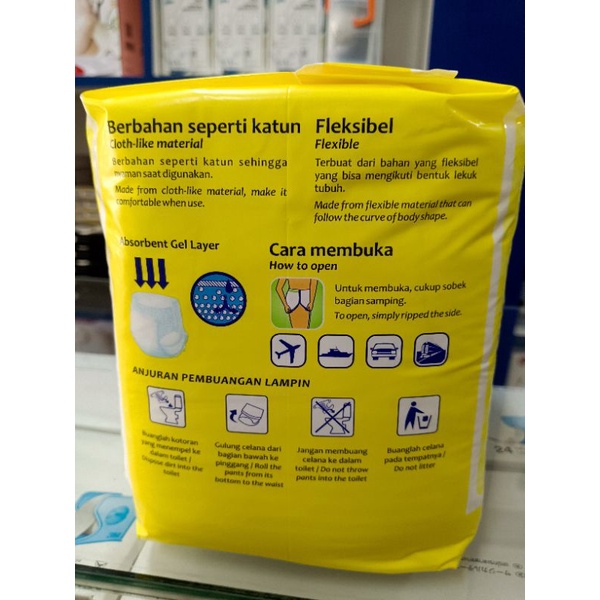 Berbahan seperti katun
Cloth-like material
Berbahan seperti katun sehingga
nyaman saat digunakan.
Made from cloth-like material, make it
comfortable when use.
Fleksibel
Flexible
Terbuat dari bahan yang fleksibel
yang bisa mengikuti bentuk lekuk
tubuh.
Made from flexible material that can
follow the curve of body shape.
Absorbent Gel Layer
Cara membuka
How to open
Untuk membuka, cukup sobek
bagian samping.
To open, simply ripped the side.
ANJURAN PEMBUANGAN LAMPIN
Buanglah kotoran
yang menempel ke
dalam toilet /
Dispose dirt into the
toilet
Gulung celana dari
bagian bawah ke
pinggang / Roll the
pants from its
bottom to the waist
Jangan membuang
celana ke dalam
toilet / Do not throw
pants into the toilet
Buanglah celana
pada tempatnya /
Do not litter